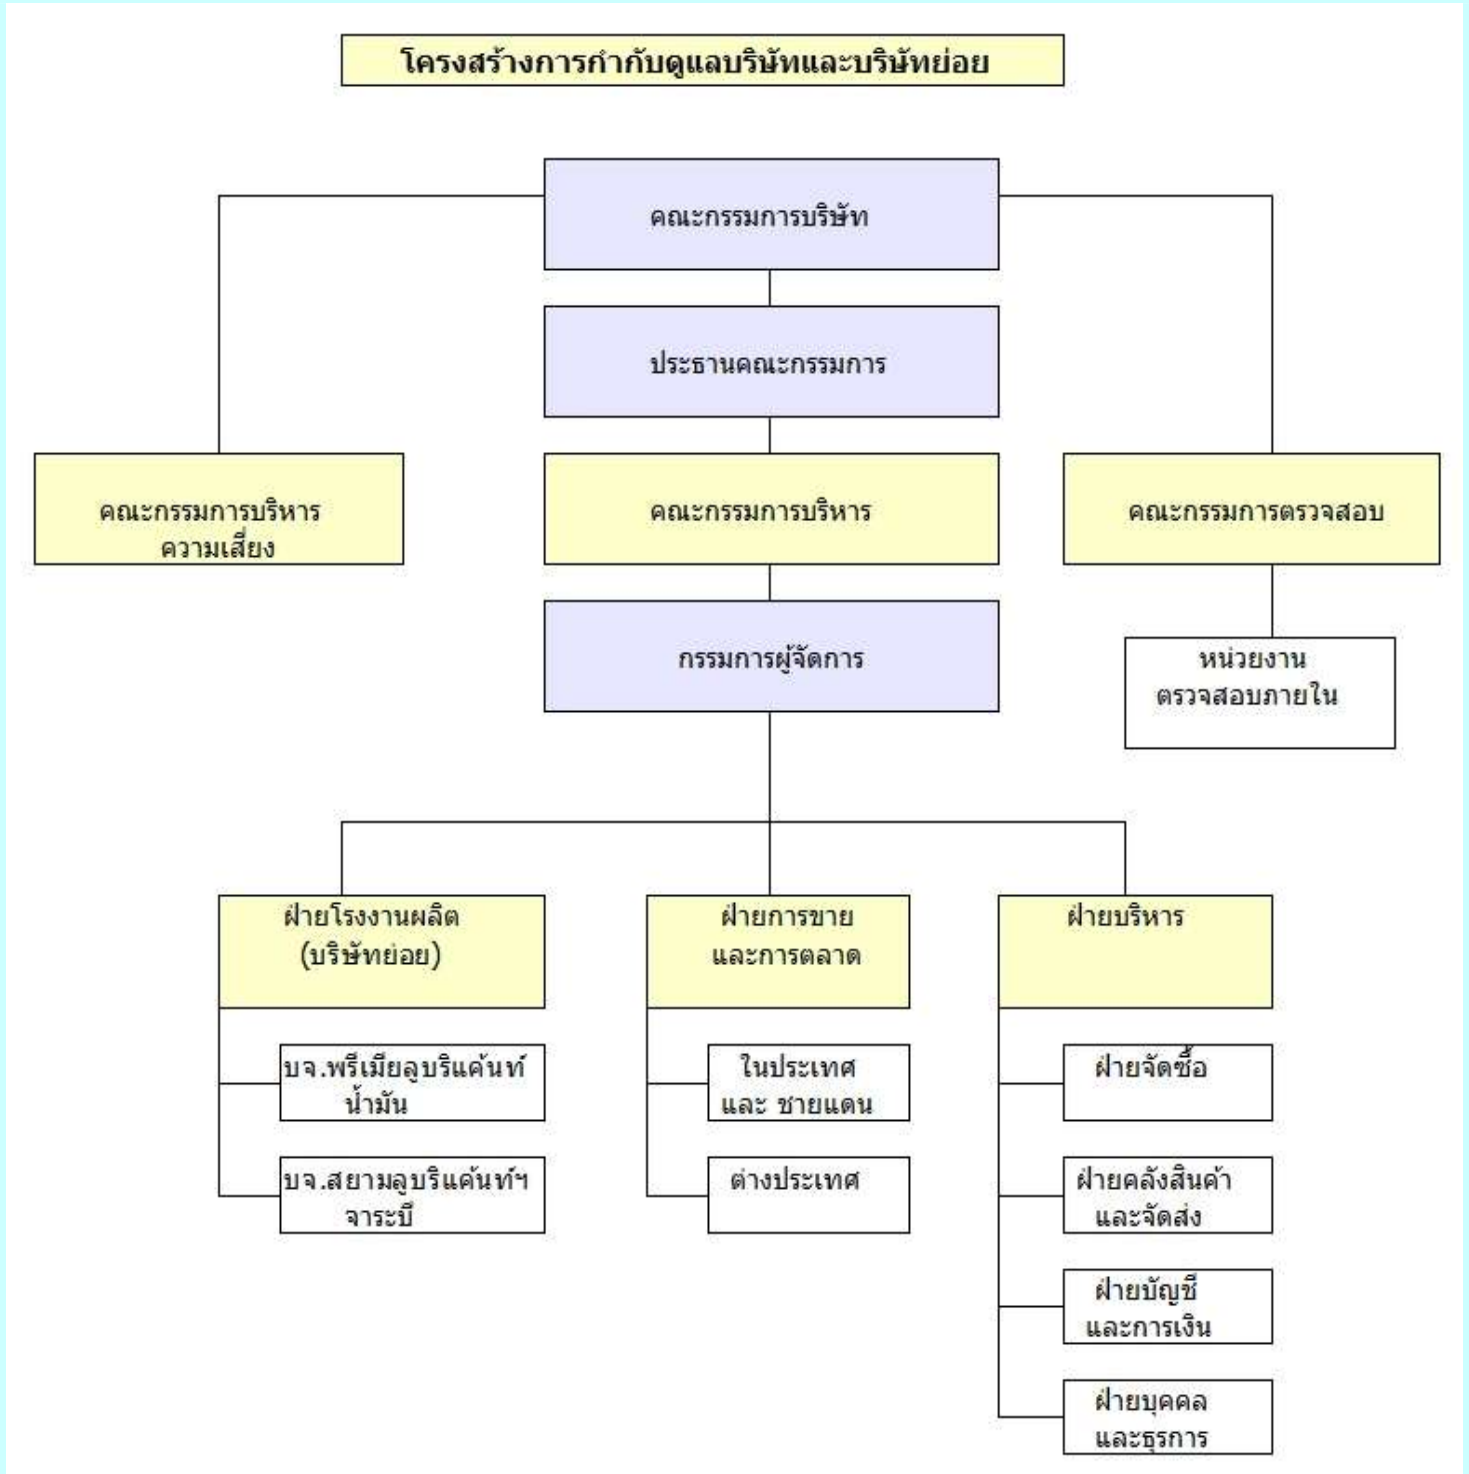 โครงสร้างการกำกับดูแลบริษัทและบริษัทย่อย
คณะกรรมการบริษัท
ประธานคณะกรรมการ
คณะกรรมการบริหาร
ความเสี่ยง
คณะกรรมการบริหาร
คณะกรรมการตรวจสอบ
กรรมการผู้จัดการ
หน่วยงาน
ตรวจสอบภายใน
ฝ่ายโรงงานผลิต
(บริษัทย่อย)
บจ.พรีเมียลูบริแค้นท์
น้ำมัน
บจ.สยามลูบริแค้นท์ฯ
จาระบี
ฝ่ายการขาย
และการตลาด
ในประเทศ
และ ชายแดน
ต่างประเทศ
ฝ่ายบริหาร
ฝ่ายจัดซื้อ
ฝ่ายคลังสินค้า
และจัดส่ง
ฝ่ายบัญชี
และการเงิน
ฝ่ายบุคคล
และธุรการ